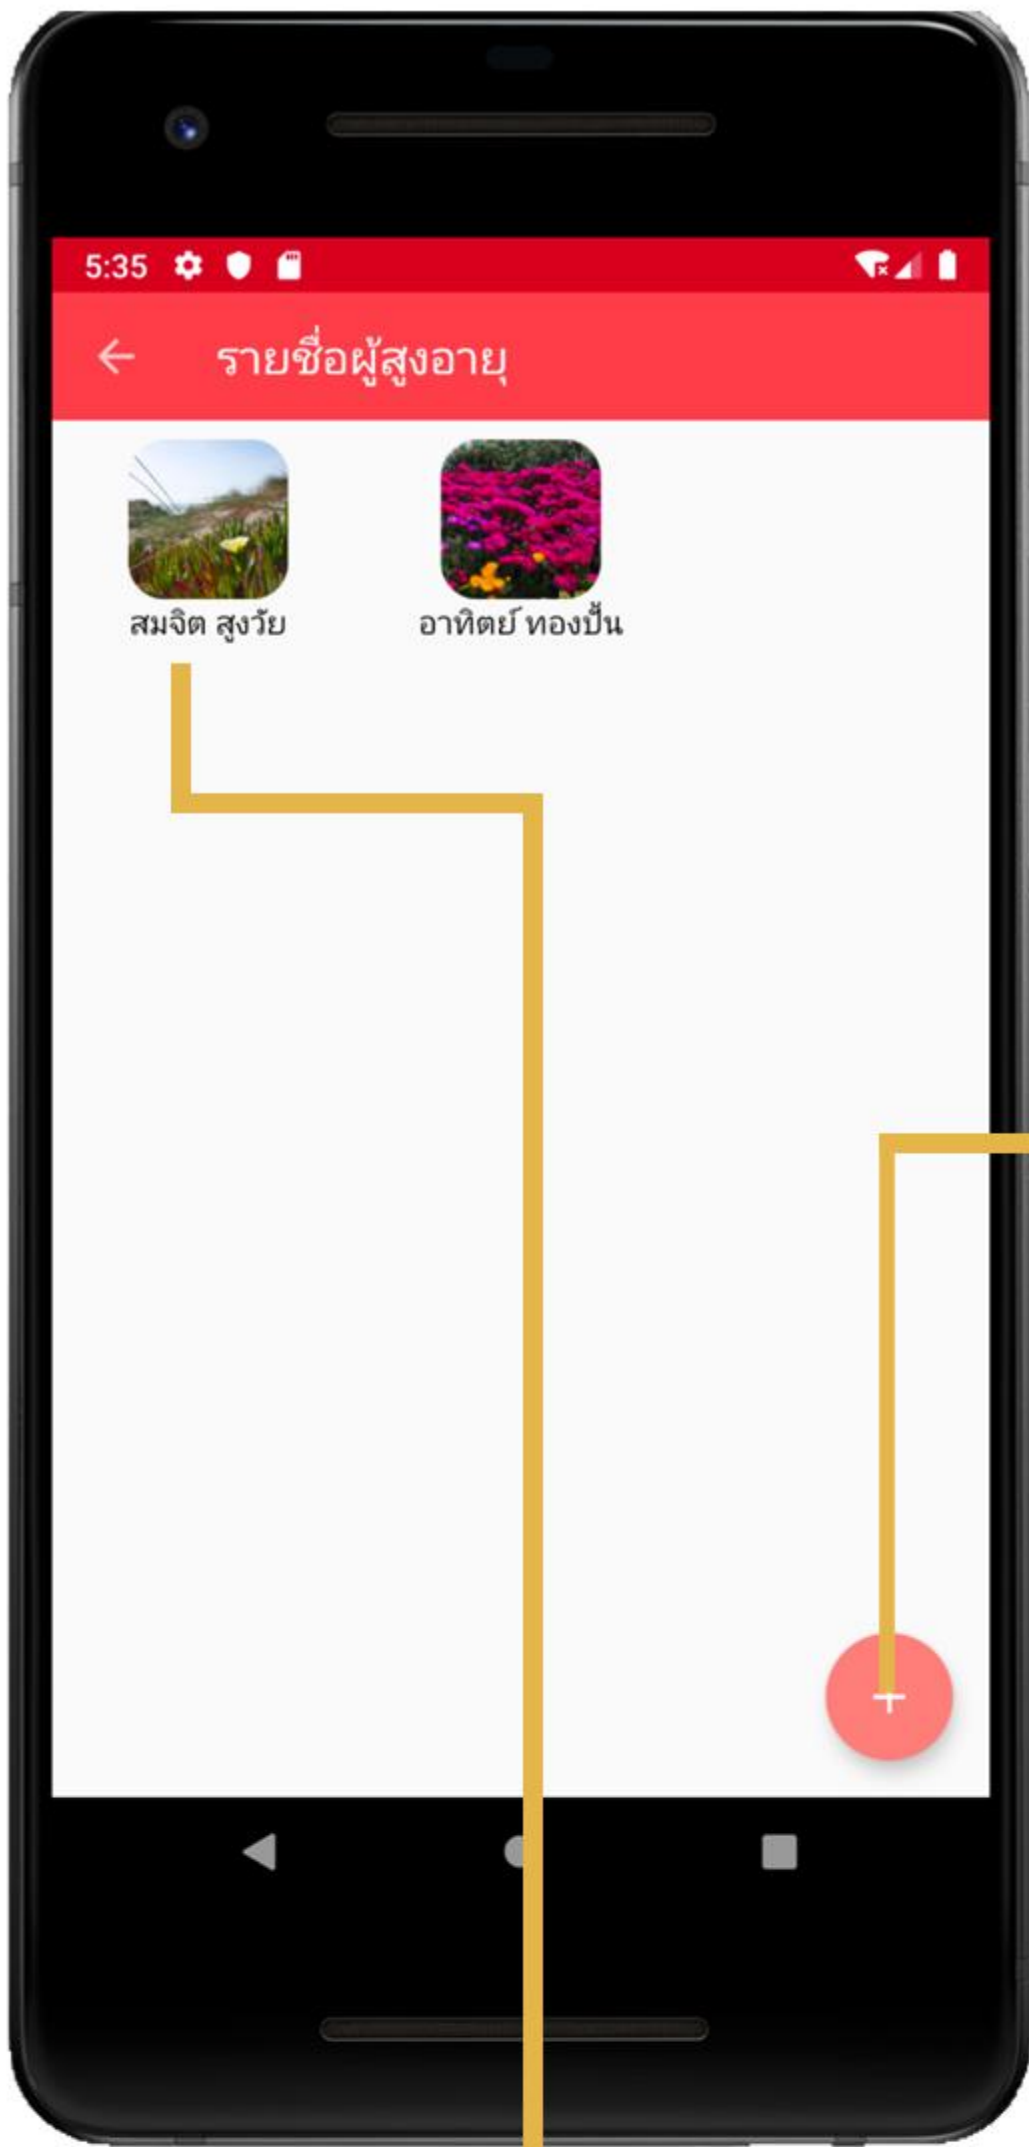 5:35
รายชื่อผู้สูงอายุ
สมจิต สูงวัย
อาทิตย์ ทองปั้น
+